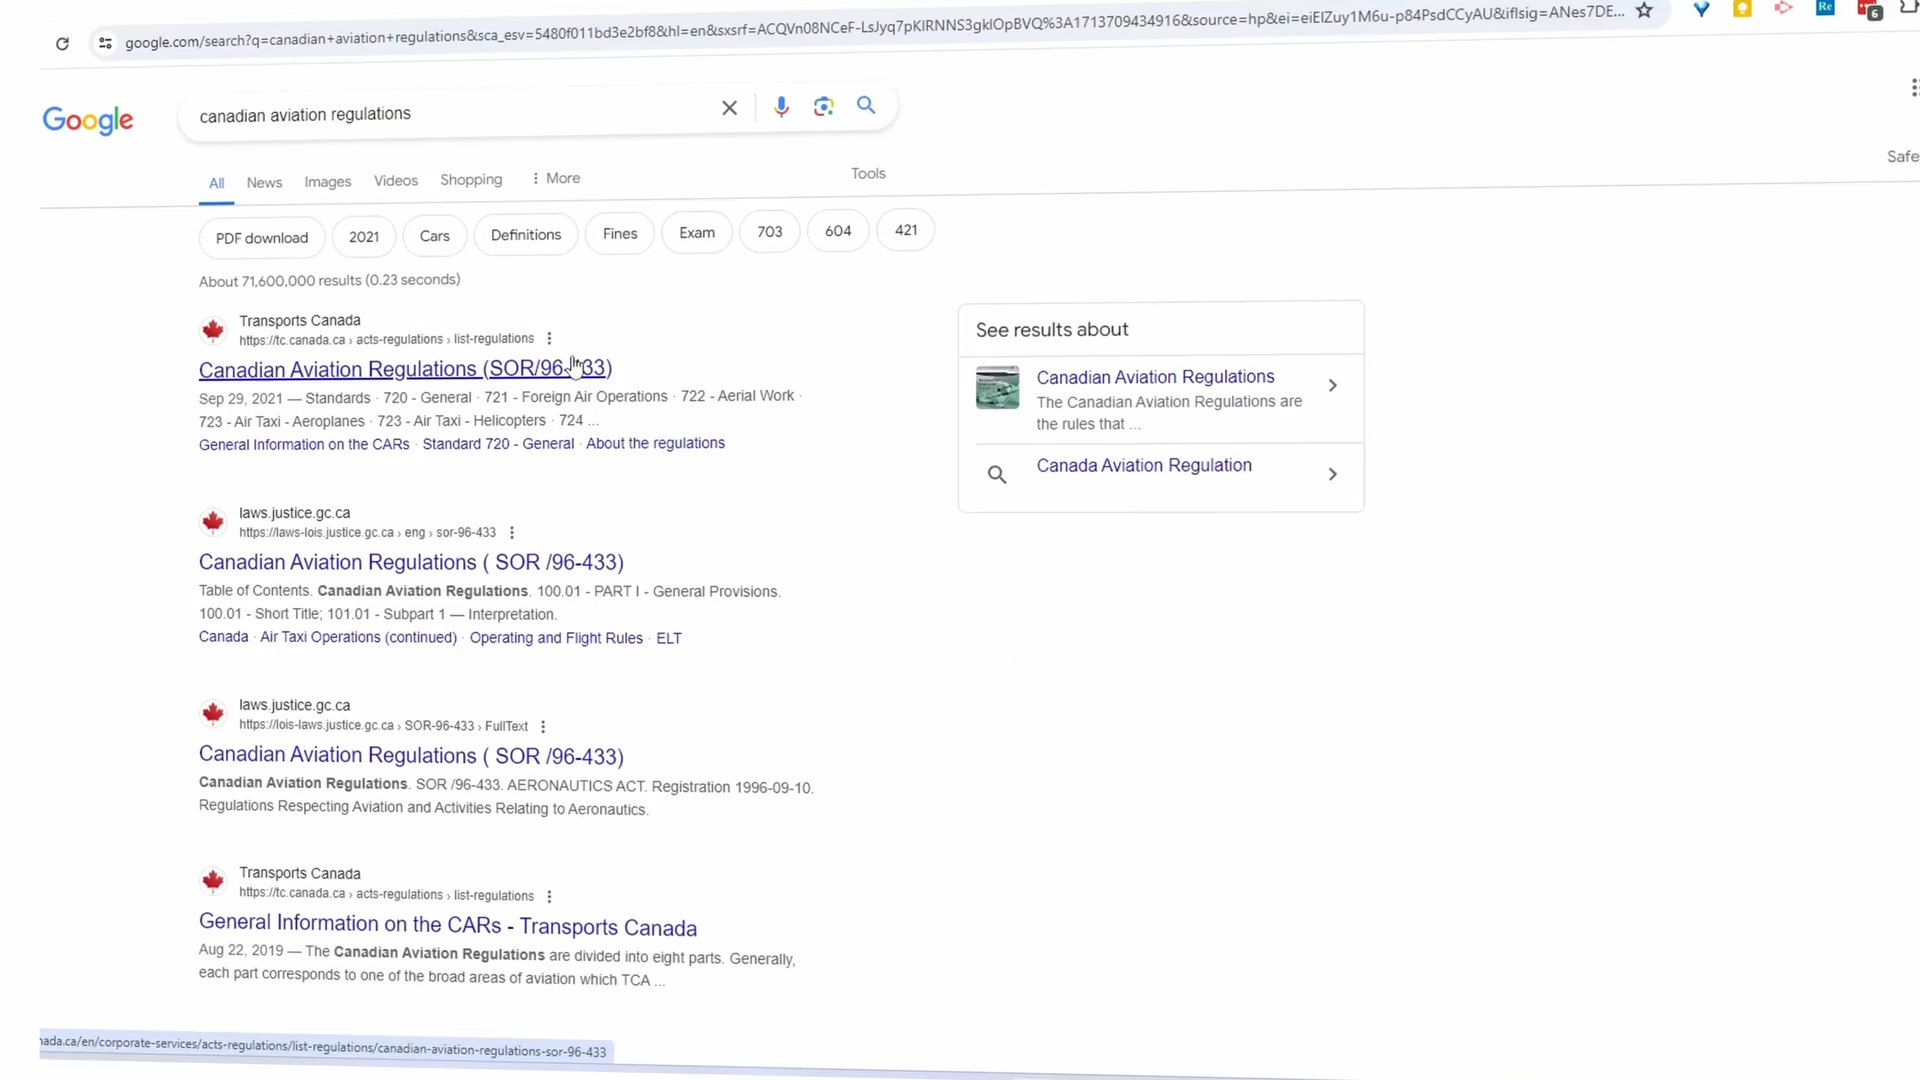 google.com/search?q=canadian+aviation+regulations&sca_esv=5480f011bd3e2bf8&hl=en&sxsrf=ACQVn08NCeF-LsJyq7pKIRNNS3gkIOpBVQ%3A1713709434916&source=hp&ei=eiEIZuy1M6u-p84PsdCCyAU&iflsig=ANes7DE...
Re
6
Google
canadian aviation regulations
Safe
All News Images Videos Shopping More Tools
PDF download 2021 Cars Definitions Fines Exam 703 604 421
About 71,600,000 results (0.23 seconds)
Transports Canada
https://tc.canada.ca › acts-regulations › list-regulations
Canadian Aviation Regulations (SOR/96-433)
Sep 29, 2021 — Standards · 720 - General · 721 - Foreign Air Operations · 722 - Aerial Work ·
723 - Air Taxi - Aeroplanes · 723 - Air Taxi - Helicopters · 724 ...
General Information on the CARs · Standard 720 - General · About the regulations
See results about
Canadian Aviation Regulations
The Canadian Aviation Regulations are
the rules that ...
Canada Aviation Regulation
laws.justice.gc.ca
https://laws-lois.justice.gc.ca › eng › sor-96-433
Canadian Aviation Regulations ( SOR /96-433)
Table of Contents. Canadian Aviation Regulations. 100.01 - PART I - General Provisions.
100.01 - Short Title; 101.01 - Subpart 1 — Interpretation.
Canada · Air Taxi Operations (continued) · Operating and Flight Rules · ELT
laws.justice.gc.ca
https://lois-laws.justice.gc.ca › SOR-96-433 › FullText
Canadian Aviation Regulations ( SOR /96-433)
Canadian Aviation Regulations. SOR /96-433. AERONAUTICS ACT. Registration 1996-09-10.
Regulations Respecting Aviation and Activities Relating to Aeronautics.
Transports Canada
https://tc.canada.ca › acts-regulations › list-regulations
General Information on the CARs - Transports Canada
Aug 22, 2019 — The Canadian Aviation Regulations are divided into eight parts. Generally,
each part corresponds to one of the broad areas of aviation which TCA ...
nada.ca/en/corporate-services/acts-regulations/list-regulations/canadian-aviation-regulations-sor-96-433